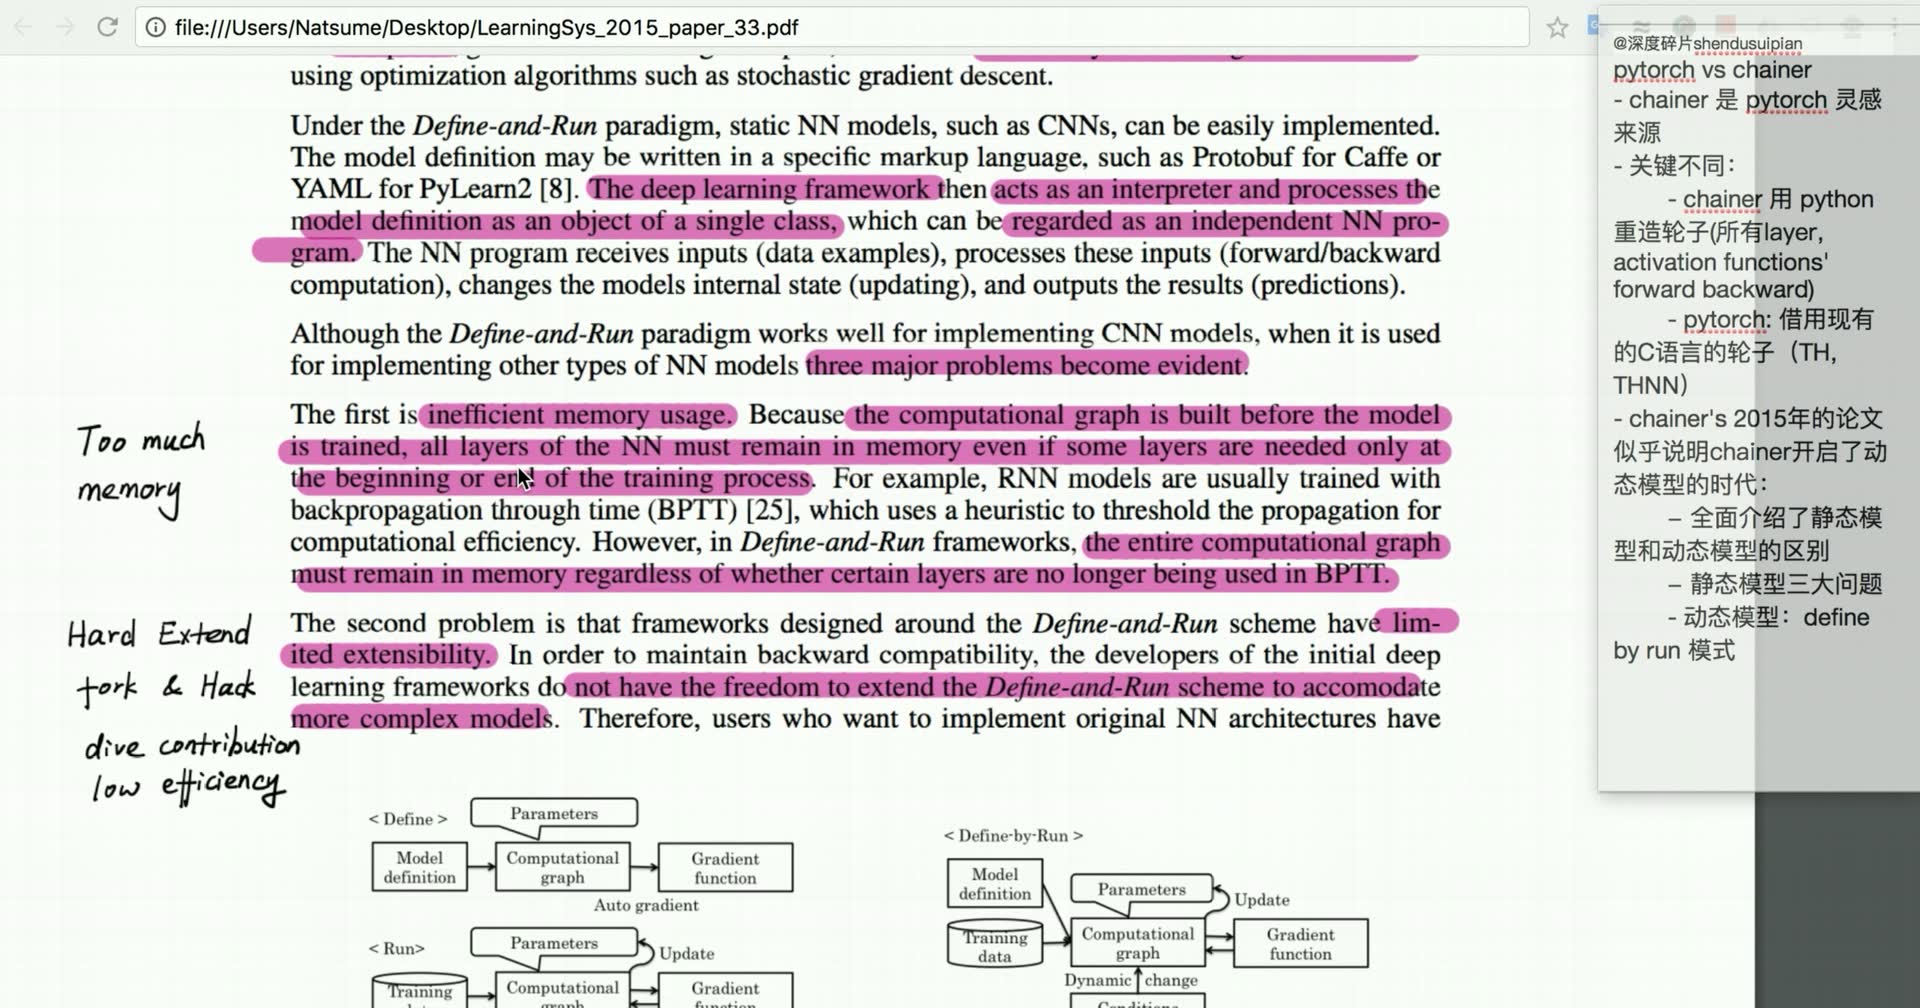 file:///Users/Natsume/Desktop/LearningSys_2015_paper_33.pdf
using optimization algorithms such as stochastic gradient descent.
Under the Define-and-Run paradigm, static NN models, such as CNNs, can be easily implemented.
The model definition may be written in a specific markup language, such as Protobuf for Caffe or
YAML for PyLearn2 [8]. The deep learning framework then acts as an interpreter and processes the
model definition as an object of a single class, which can be regarded as an independent NN pro-
gram. The NN program receives inputs (data examples), processes these inputs (forward/backward
computation), changes the models internal state (updating), and outputs the results (predictions).
Although the Define-and-Run paradigm works well for implementing CNN models, when it is used
for implementing other types of NN models three major problems become evident.
The first is inefficient memory usage. Because the computational graph is built before the model
is trained, all layers of the NN must remain in memory even if some layers are needed only at
the beginning or end of the training process. For example, RNN models are usually trained with
backpropagation through time (BPTT) [25], which uses a heuristic to threshold the propagation for
computational efficiency. However, in Define-and-Run frameworks, the entire computational graph
must remain in memory regardless of whether certain layers are no longer being used in BPTT.
The second problem is that frameworks designed around the Define-and-Run scheme have lim-
ited extensibility. In order to maintain backward compatibility, the developers of the initial deep
learning frameworks do not have the freedom to extend the Define-and-Run scheme to accomodate
more complex models. Therefore, users who want to implement original NN architectures have
Too much
memory
Hard Extend
fork & Hack
dive contribution
low efficiency
< Define >
Parameters
Model
definition
Computational
graph
Gradient
function
Auto gradient
< Run>
Parameters
Update
Training
Computational
Gradient
< Define-by-Run >
Model
definition
Parameters
Update
Training
data
Computational
graph
Gradient
function
Dynamic change
@深度碎片shendusuipian
pytorch vs chainer
- chainer 是 pytorch 灵感
来源
- 关键不同：
- chainer 用 python
重造轮子(所有layer,
activation functions'
forward backward)
- pytorch: 借用现有
的C语言的轮子（TH,
THNN）
- chainer's 2015年的论文
似乎说明chainer开启了动
态模型的时代：
– 全面介绍了静态模
型和动态模型的区别
– 静态模型三大问题
- 动态模型：define
by run 模式